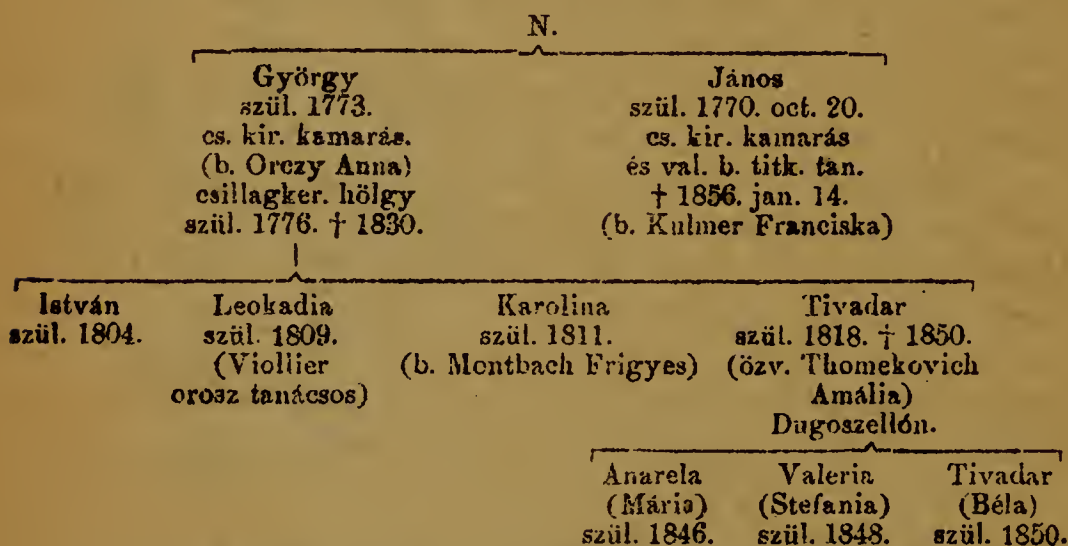 N.
György
szül. 1773.
cs. kir. kamarás.
(b. Orczy Anna)
csillagker. hölgy
szül. 1776. † 1830.
János
szül. 1770. oct. 20.
cs. kir. kamarás
és val. b. titk. tan.
† 1856. jan. 14.
(b. Kulmer Franciska)
István
szül. 1804.
Leokadia
szül. 1809.
(Viollier
orosz tanácsos)
Karolina
szül. 1811.
(b. Montbach Frigyes)
Tivadar
szül. 1818. † 1850.
(özv. Thomekovich
Amália)
Dugoszellón.
Anarela
(Mária)
szül. 1846.
Valeria
(Stefania)
szül. 1848.
Tivadar
(Béla)
szül. 1850.